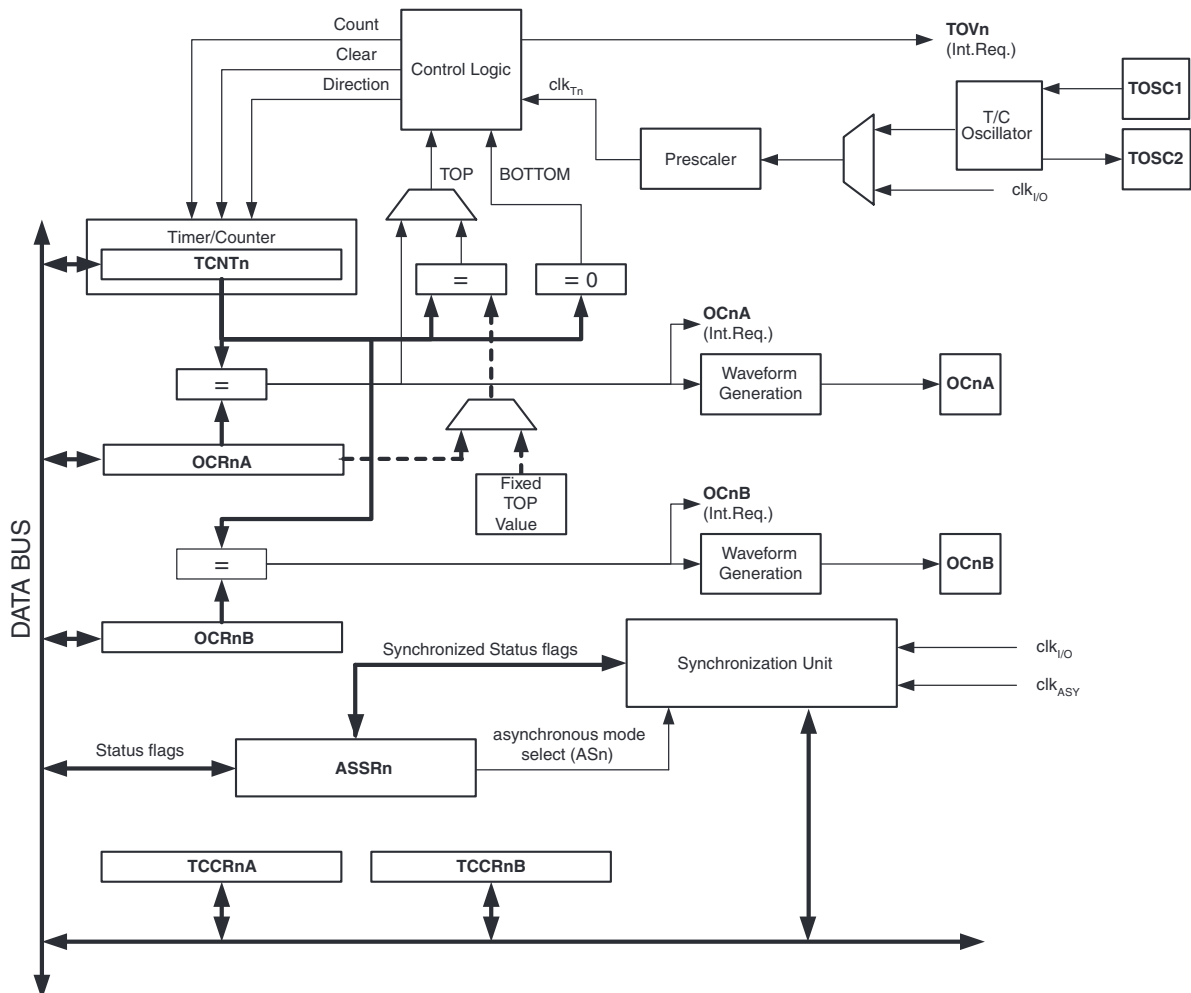 Count
Clear
Direction
Control Logic
TOVn
(Int.Req.)
clkTn
TOP
BOTTOM
Prescaler
T/C
Oscillator
TOSC1
TOSC2
clkI/O
Timer/Counter
TCNTn
=
= 0
OCnA
(Int.Req.)
=
Waveform
Generation
OCnA
OCRnA
Fixed
TOP
Value
OCnB
(Int.Req.)
=
Waveform
Generation
OCnB
OCRnB
DATA BUS
Synchronized Status flags
Synchronization Unit
clkI/O
clkASY
Status flags
ASSRn
asynchronous mode
select (ASn)
TCCRnA
TCCRnB